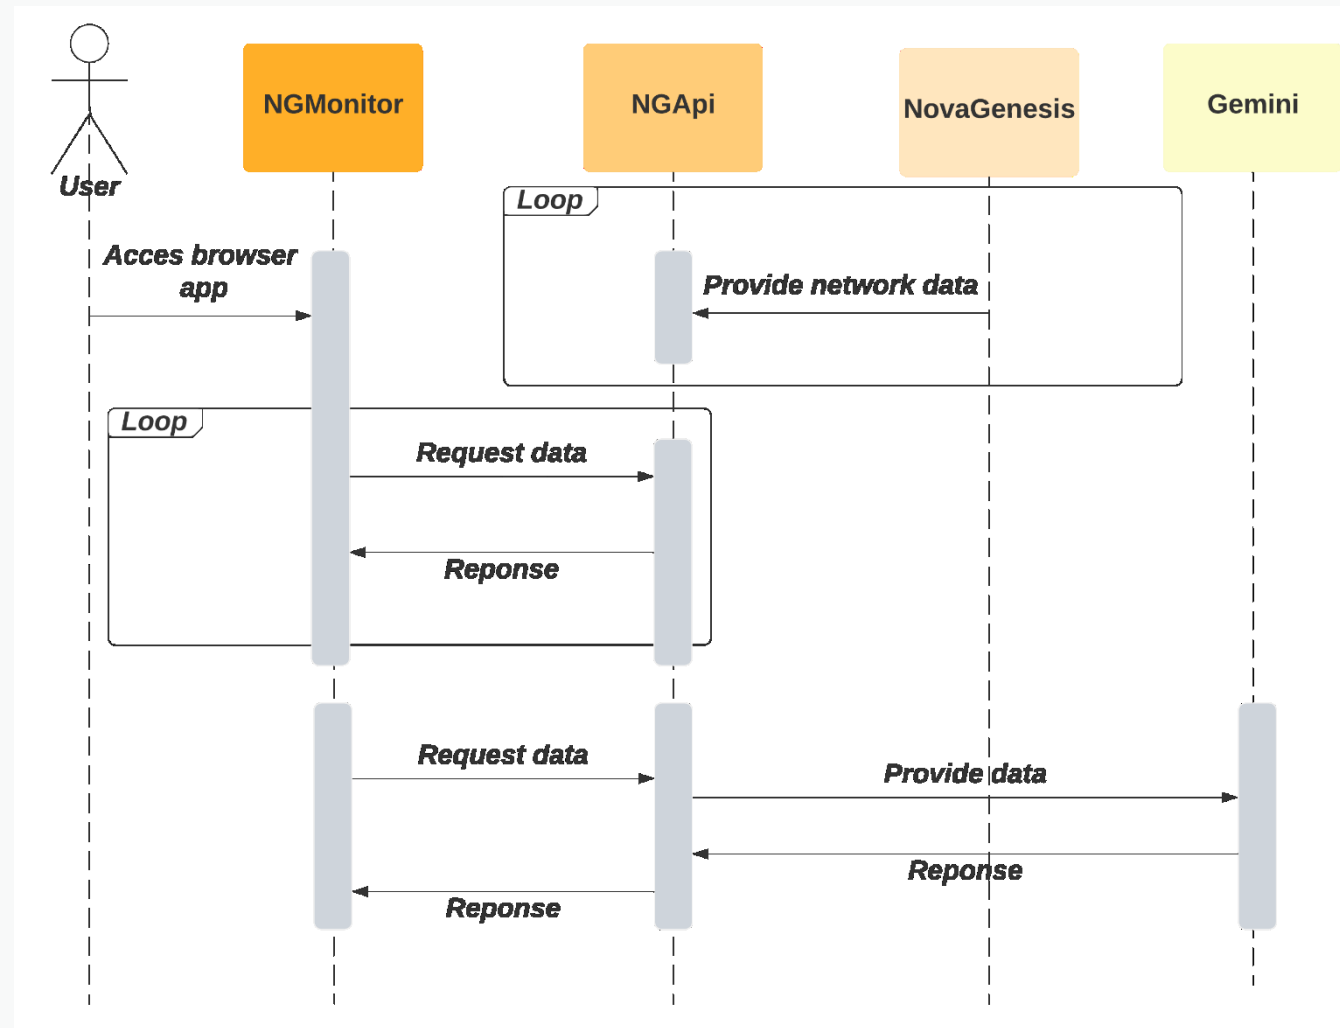 NGMonitor
NGApi
NovaGenesis
Gemini
User
Loop
Acces browser
app
Provide network data
Loop
Request data
Reponse
Request data
Provide data
Reponse
Reponse